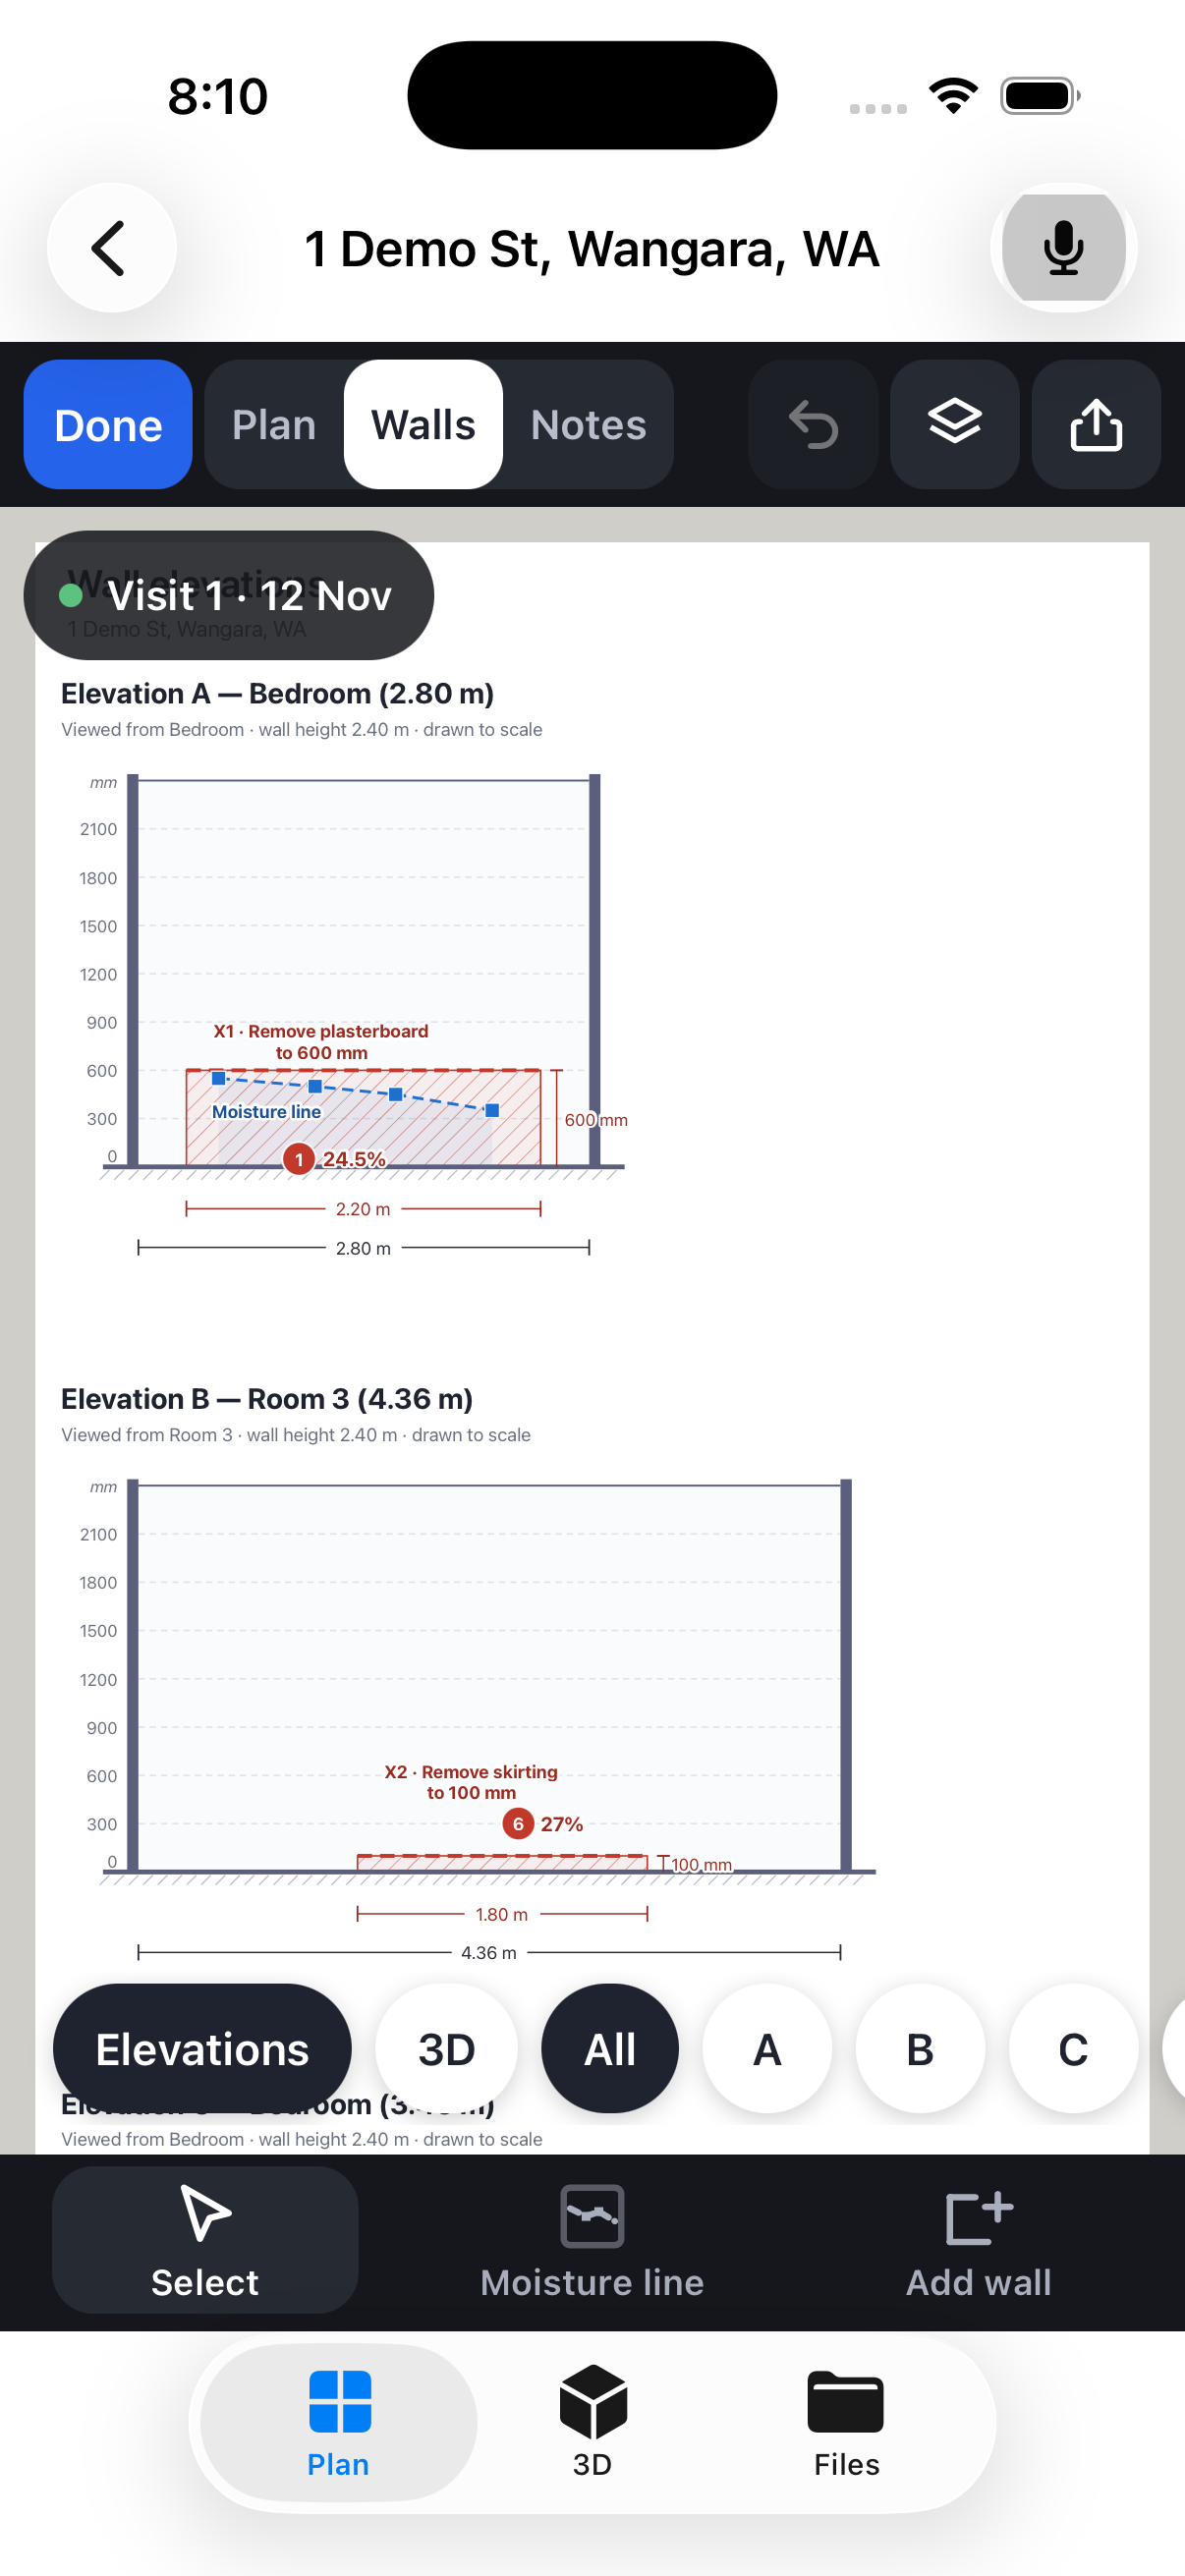 8:10
1 Demo St, Wangara, WA
Done
Plan
Walls
Notes
Wall elevations
Visit 1 · 12 Nov
1 Demo St, Wangara, WA
Elevation A — Bedroom (2.80 m)
Viewed from Bedroom · wall height 2.40 m · drawn to scale
mm
2100
1800
1500
1200
900
X1 · Remove plasterboard
to 600 mm
600
Moisture line
300
600 mm
0
1
24.5%
2.20 m
2.80 m
Elevation B — Room 3 (4.36 m)
Viewed from Room 3 · wall height 2.40 m · drawn to scale
mm
2100
1800
1500
1200
900
X2 · Remove skirting
600
to 100 mm
300
6
27%
0
100 mm
1.80 m
4.36 m
Elevations
3D
All
A
B
C
Viewed from Bedroom · wall height 2.40 m · drawn to scale
Select
Moisture line
Add wall
Plan
3D
Files